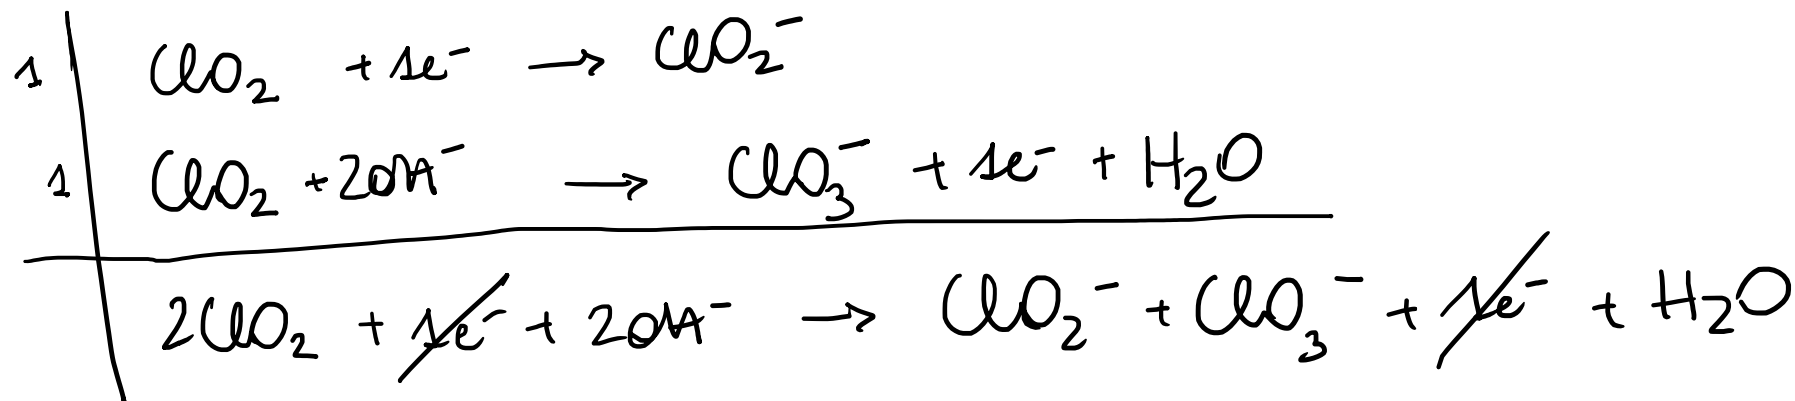 1 ClO₂ + 1e⁻ → ClO₂⁻
1 ClO₂ + 2OH⁻ → ClO₃⁻ + 1e⁻ + H₂O
2ClO₂ + 1e⁻ + 2OH⁻ → ClO₂⁻ + ClO₃⁻ + 1e⁻ + H₂O